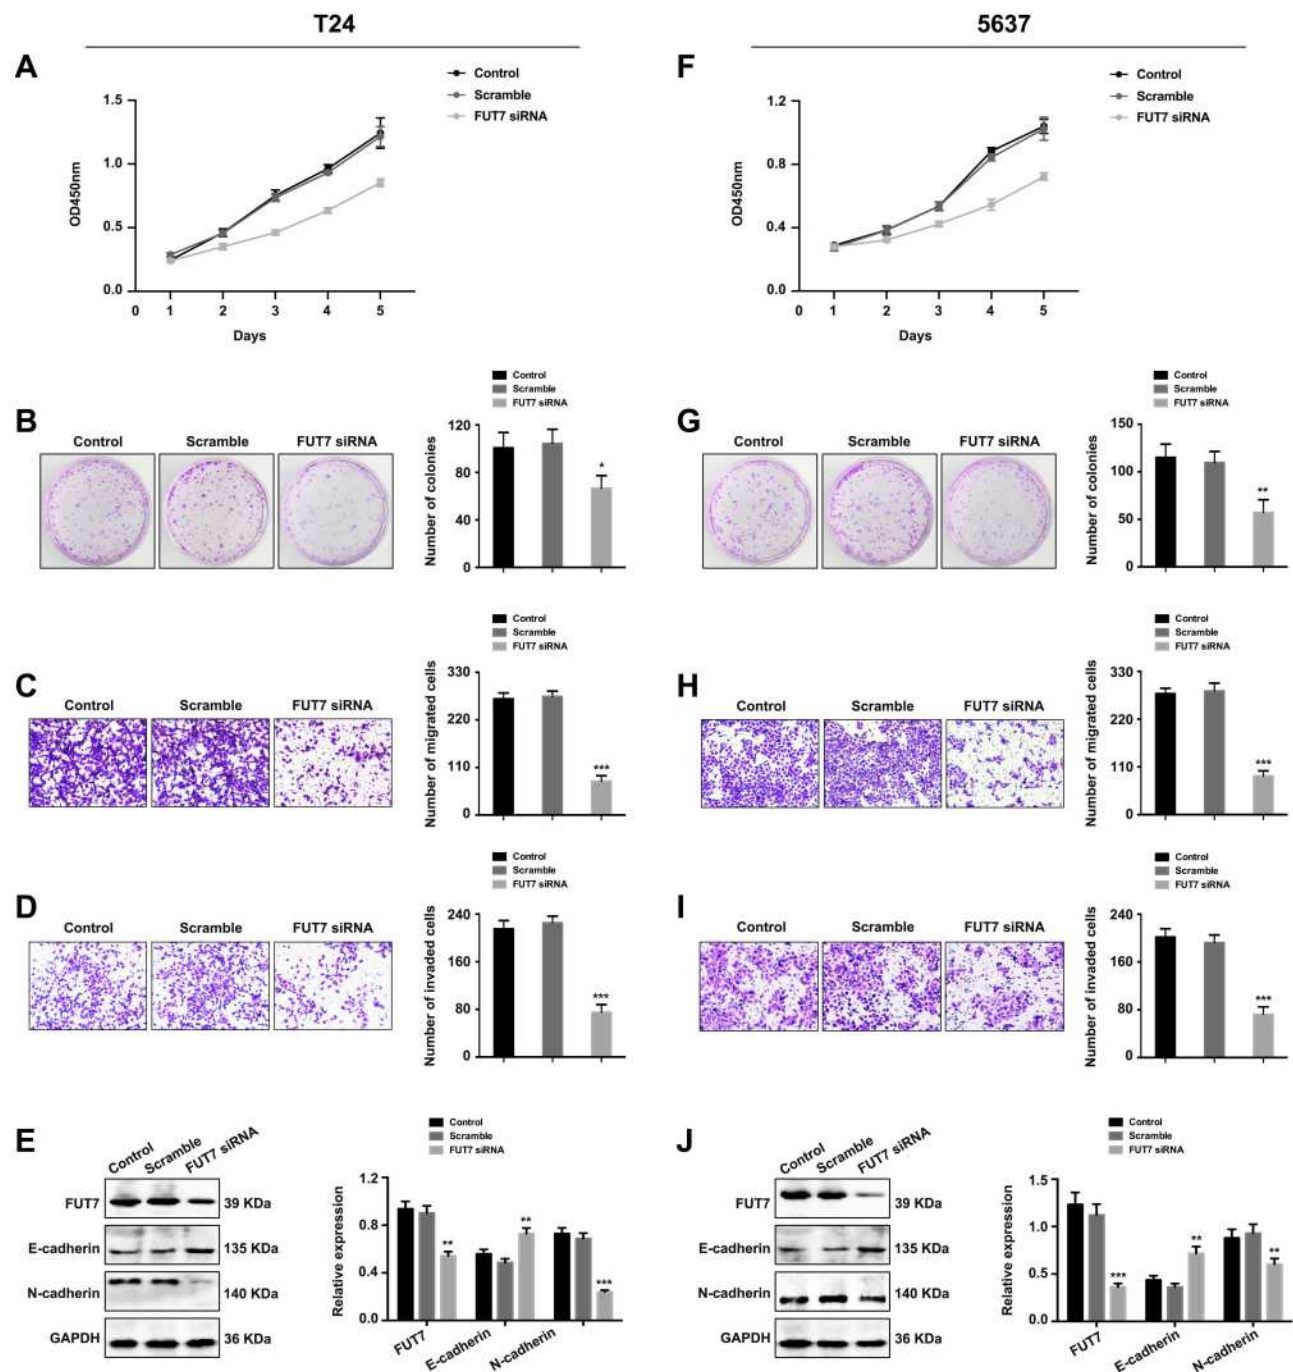 T24
5637
A
Control
Scramble
FUT7 siRNA
OD450nm
1.5
1.0
0.5
0.0
0 1 2 3 4 5
Days
F
Control
Scramble
FUT7 siRNA
OD450nm
1.2
0.8
0.4
0.0
0 1 2 3 4 5
Days
B
Control Scramble FUT7 siRNA
Control
Scramble
FUT7 siRNA
Number of colonies
120
80
40
0
*
G
Control Scramble FUT7 siRNA
Control
Scramble
FUT7 siRNA
Number of colonies
150
100
50
0
**
C
Control Scramble FUT7 siRNA
Control
Scramble
FUT7 siRNA
Number of migrated cells
330
220
110
0
***
H
Control Scramble FUT7 siRNA
Control
Scramble
FUT7 siRNA
Number of migrated cells
330
220
110
0
***
D
Control Scramble FUT7 siRNA
Control
Scramble
FUT7 siRNA
Number of invaded cells
240
160
80
0
***
I
Control Scramble FUT7 siRNA
Control
Scramble
FUT7 siRNA
Number of invaded cells
240
160
80
0
***
E
Control Scramble FUT7 siRNA
FUT7 39 KDa
E-cadherin 135 KDa
N-cadherin 140 KDa
GAPDH 36 KDa
Control
Scramble
FUT7 siRNA
Relative expression
1.2
0.8
0.4
0.0
** ** ***
FUT7 E-cadherin N-cadherin
J
Control Scramble FUT7 siRNA
FUT7 39 KDa
E-cadherin 135 KDa
N-cadherin 140 KDa
GAPDH 36 KDa
Control
Scramble
FUT7 siRNA
Relative expression
1.5
1.0
0.5
0.0
*** ** **
FUT7 E-cadherin N-cadherin